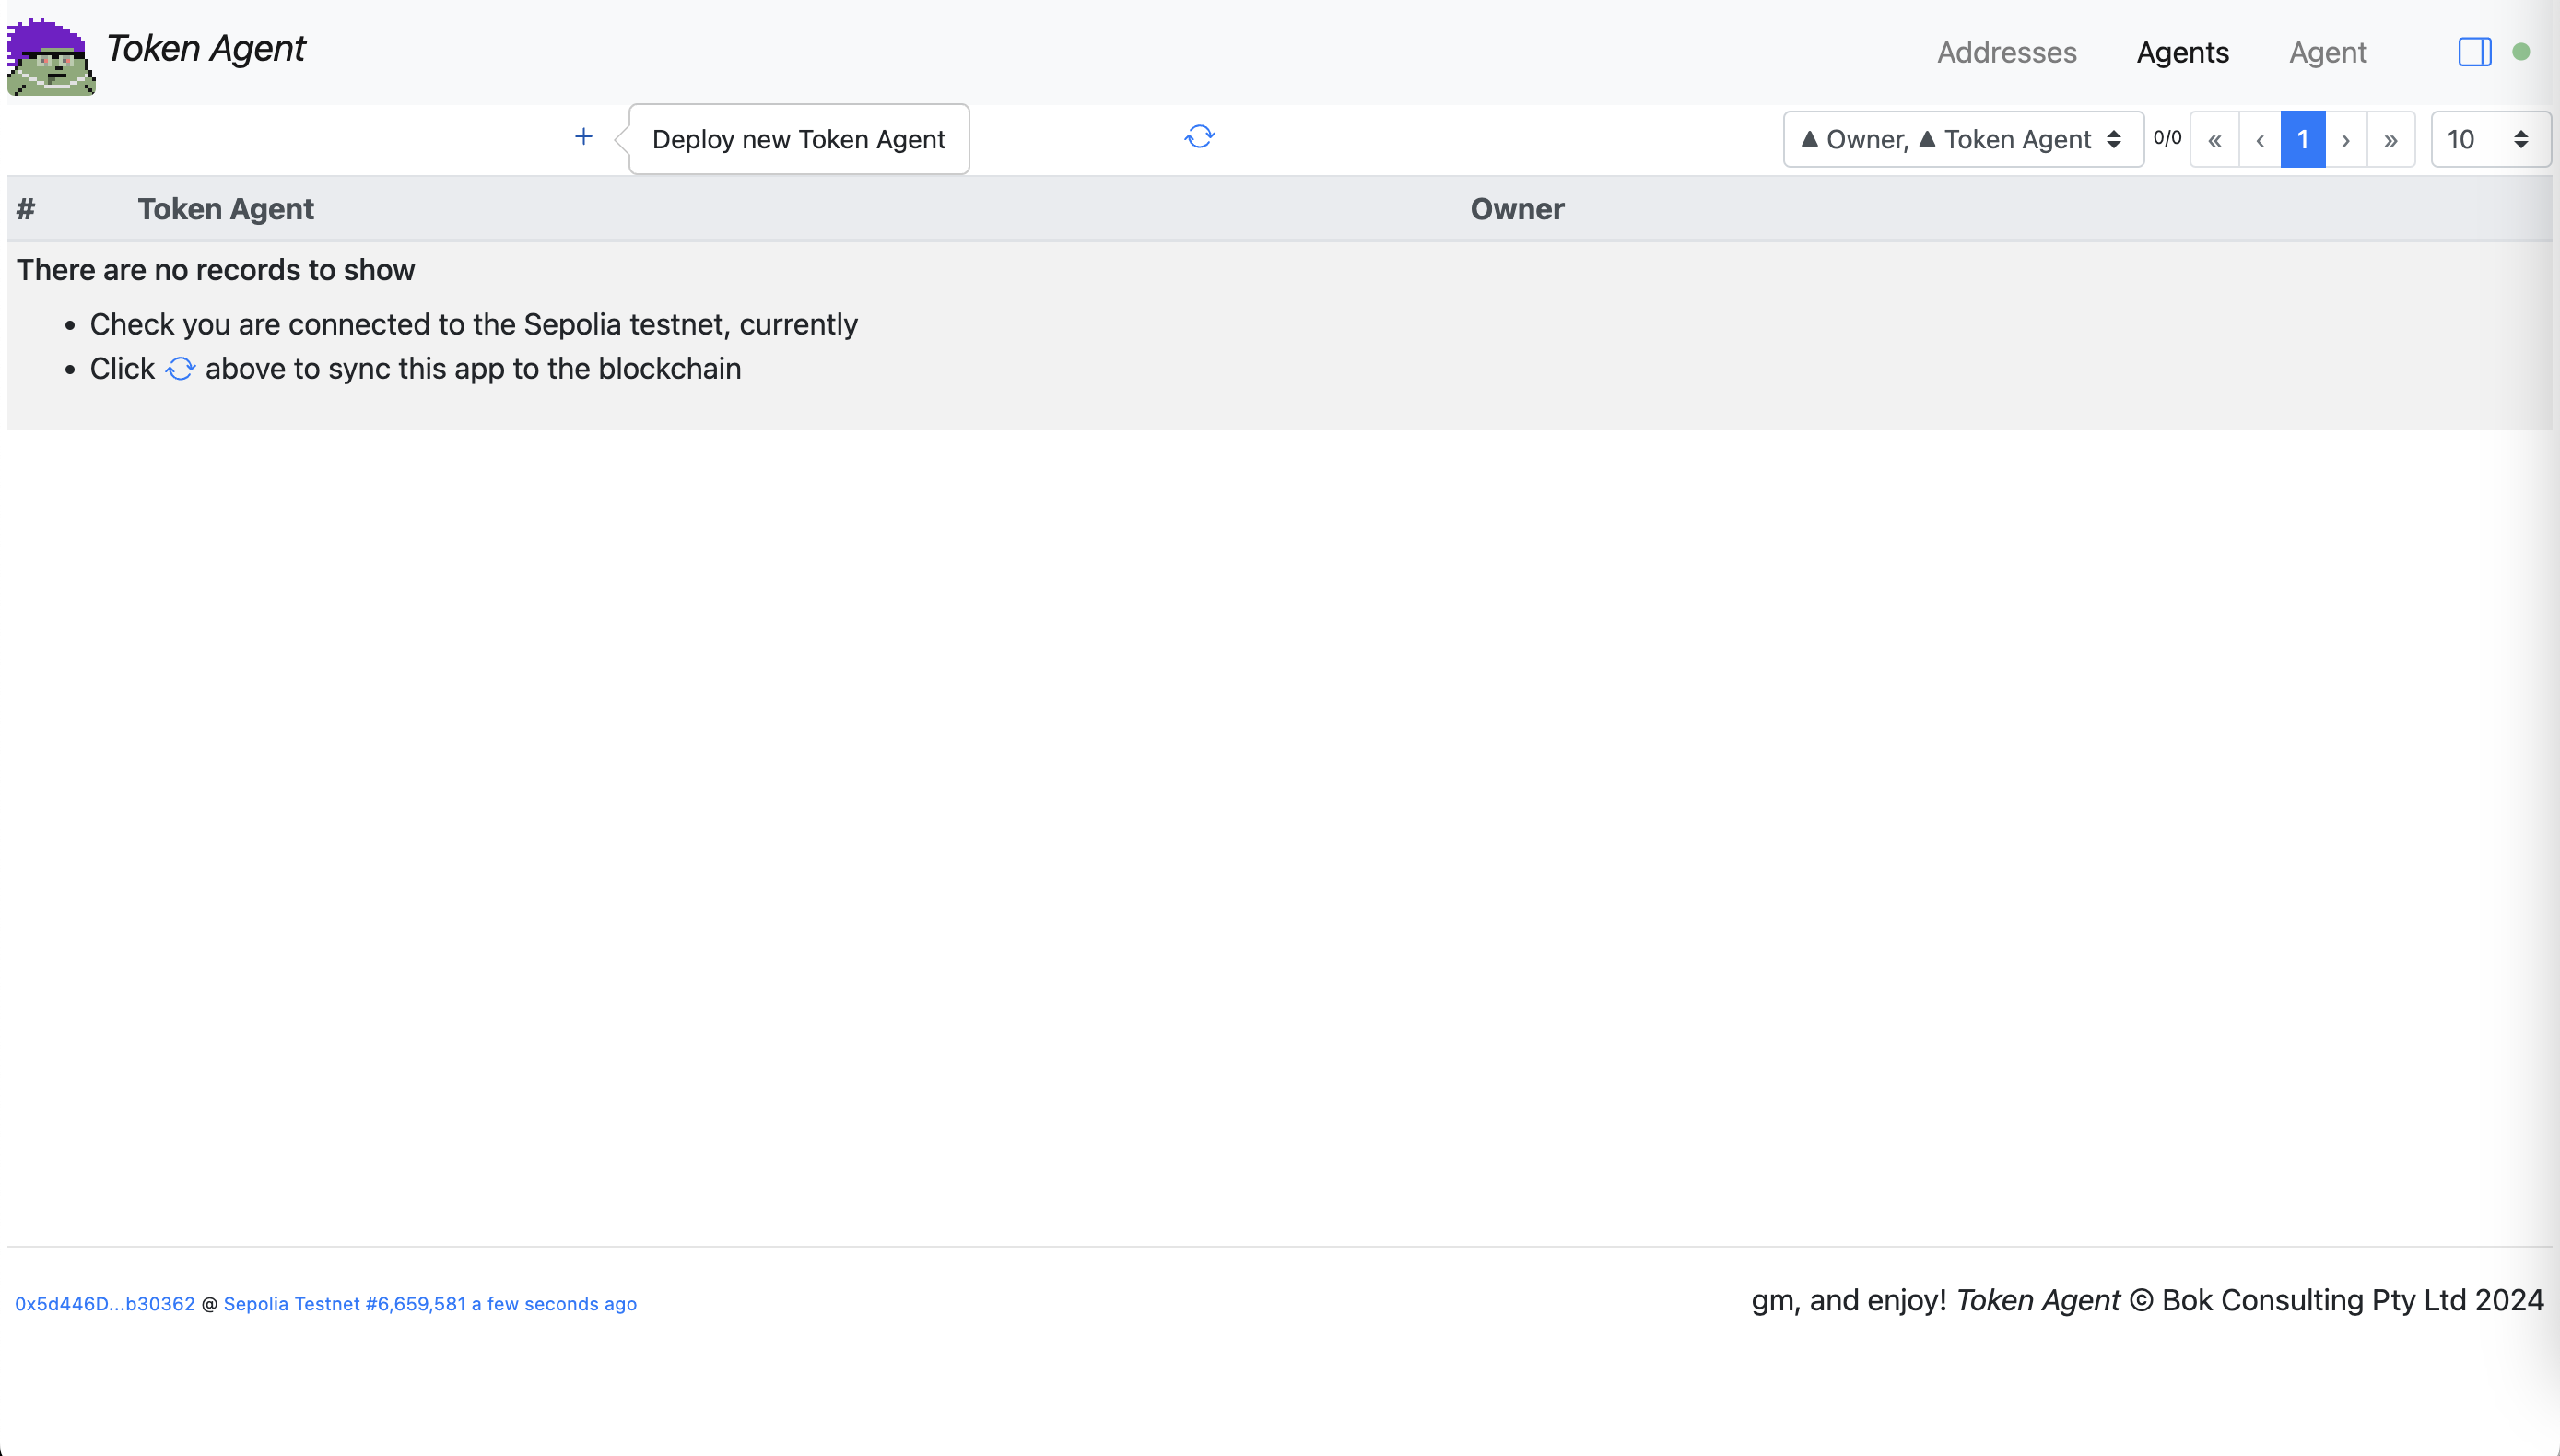 Token Agent
Addresses Agents Agent
+ Deploy new Token Agent ▲ Owner, ▲ Token Agent 0/0 « ‹ 1 › » 10
# Token Agent Owner
There are no records to show
• Check you are connected to the Sepolia testnet, currently
• Click above to sync this app to the blockchain
0x5d446D...b30362 @ Sepolia Testnet #6,659,581 a few seconds ago
gm, and enjoy! Token Agent © Bok Consulting Pty Ltd 2024